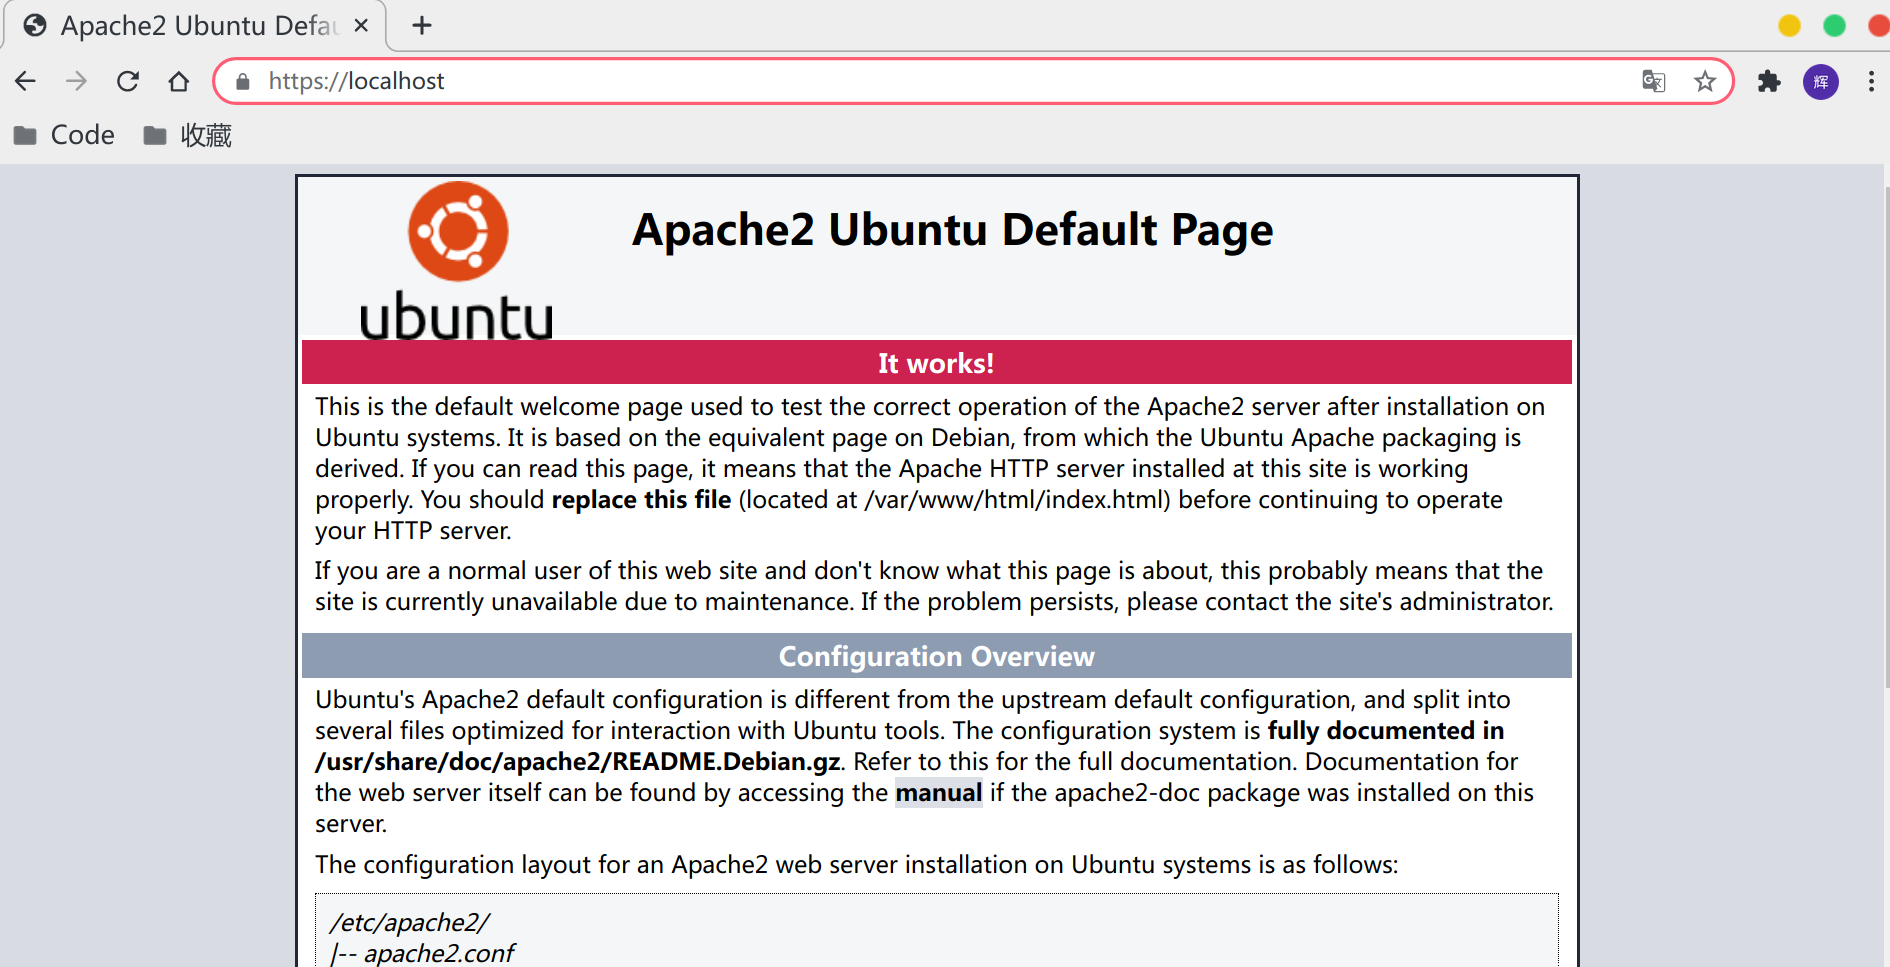 Apache2 Ubuntu Defau
https://localhost
辉
Code 收藏
ubuntu
Apache2 Ubuntu Default Page
It works!
This is the default welcome page used to test the correct operation of the Apache2 server after installation on
Ubuntu systems. It is based on the equivalent page on Debian, from which the Ubuntu Apache packaging is
derived. If you can read this page, it means that the Apache HTTP server installed at this site is working
properly. You should replace this file (located at /var/www/html/index.html) before continuing to operate
your HTTP server.
If you are a normal user of this web site and don't know what this page is about, this probably means that the
site is currently unavailable due to maintenance. If the problem persists, please contact the site's administrator.
Configuration Overview
Ubuntu's Apache2 default configuration is different from the upstream default configuration, and split into
several files optimized for interaction with Ubuntu tools. The configuration system is fully documented in
/usr/share/doc/apache2/README.Debian.gz. Refer to this for the full documentation. Documentation for
the web server itself can be found by accessing the manual if the apache2-doc package was installed on this
server.
The configuration layout for an Apache2 web server installation on Ubuntu systems is as follows:
/etc/apache2/
|-- apache2.conf